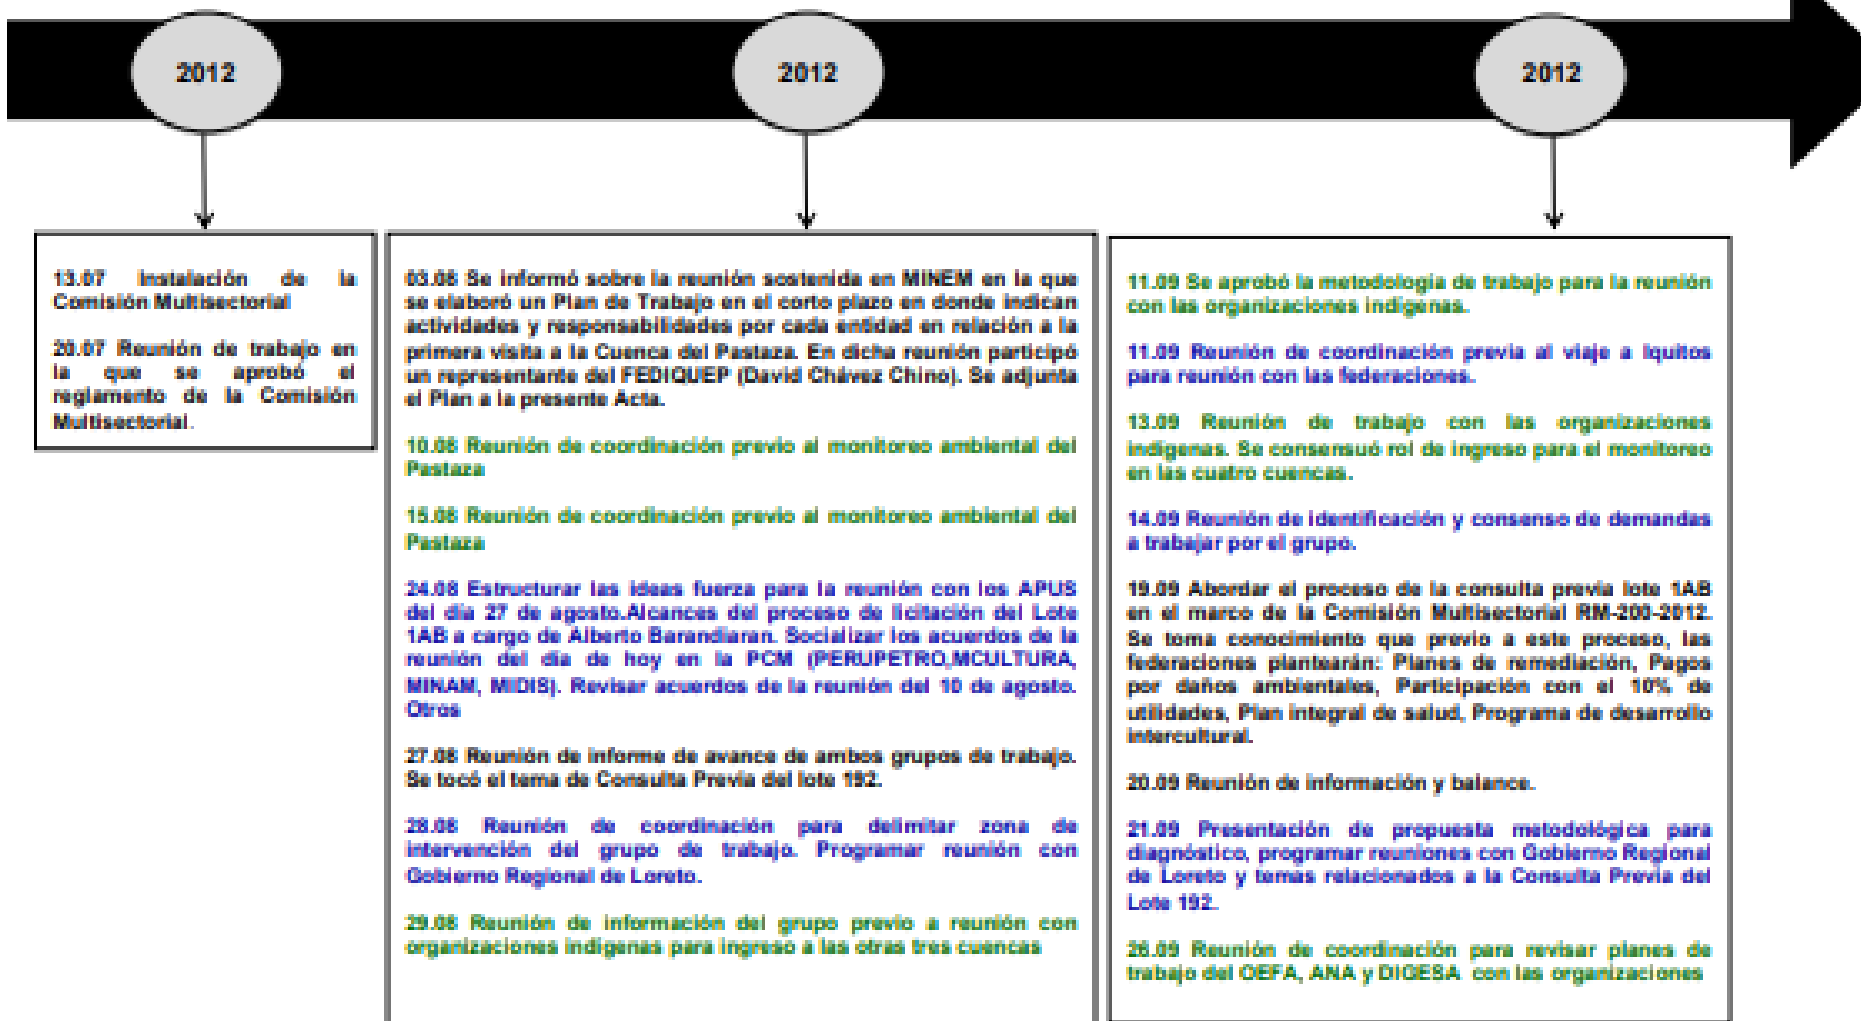 2012
2012
2012
13.07 Instalación de la
Comisión Multisectorial
20.07 Reunión de trabajo en
la que se aprobó el
reglamento de la Comisión
Multisectorial.
03.08 Se informó sobre la reunión sostenida en MINEM en la que
se elaboró un Plan de Trabajo en el corto plazo en donde indican
actividades y responsabilidades por cada entidad en relación a la
primera visita a la Cuenca del Pastaza. En dicha reunión participó
un representante del FEDIQUEP (David Chávez Chino). Se adjunta
el Plan a la presente Acta.
10.08 Reunión de coordinación previo al monitoreo ambiental del
Pastaza
15.08 Reunión de coordinación previo al monitoreo ambiental del
Pastaza
24.08 Estructurar las ideas fuerza para la reunión con los APUS
del día 27 de agosto.Alcances del proceso de licitación del Lote
1AB a cargo de Alberto Barandiaran. Socializar los acuerdos de la
reunión del día de hoy en la PCM (PERUPETRO,MCULTURA,
MINAM, MIDIS). Revisar acuerdos de la reunión del 10 de agosto.
Otros
27.08 Reunión de informe de avance de ambos grupos de trabajo.
Se tocó el tema de Consulta Previa del lote 192.
28.08 Reunión de coordinación para delimitar zona de
intervención del grupo de trabajo. Programar reunión con
Gobierno Regional de Loreto.
29.08 Reunión de información del grupo previo a reunión con
organizaciones indígenas para ingreso a las otras tres cuencas
11.09 Se aprobó la metodología de trabajo para la reunión
con las organizaciones indígenas.
11.09 Reunión de coordinación previa al viaje a Iquitos
para reunión con las federaciones.
13.09 Reunión de trabajo con las organizaciones
indígenas. Se consensuó rol de ingreso para el monitoreo
en las cuatro cuencas.
14.09 Reunión de identificación y consenso de demandas
a trabajar por el grupo.
19.09 Abordar el proceso de la consulta previa lote 1AB
en el marco de la Comisión Multisectorial RM-200-2012.
Se toma conocimiento que previo a este proceso, las
federaciones plantearán: Planes de remediación, Pagos
por daños ambientales, Participación con el 10% de
utilidades, Plan integral de salud, Programa de desarrollo
intercultural.
20.09 Reunión de información y balance.
21.09 Presentación de propuesta metodológica para
diagnóstico, programar reuniones con Gobierno Regional
de Loreto y temas relacionados a la Consulta Previa del
Lote 192.
26.09 Reunión de coordinación para revisar planes de
trabajo del OEFA, ANA y DIGESA con las organizaciones